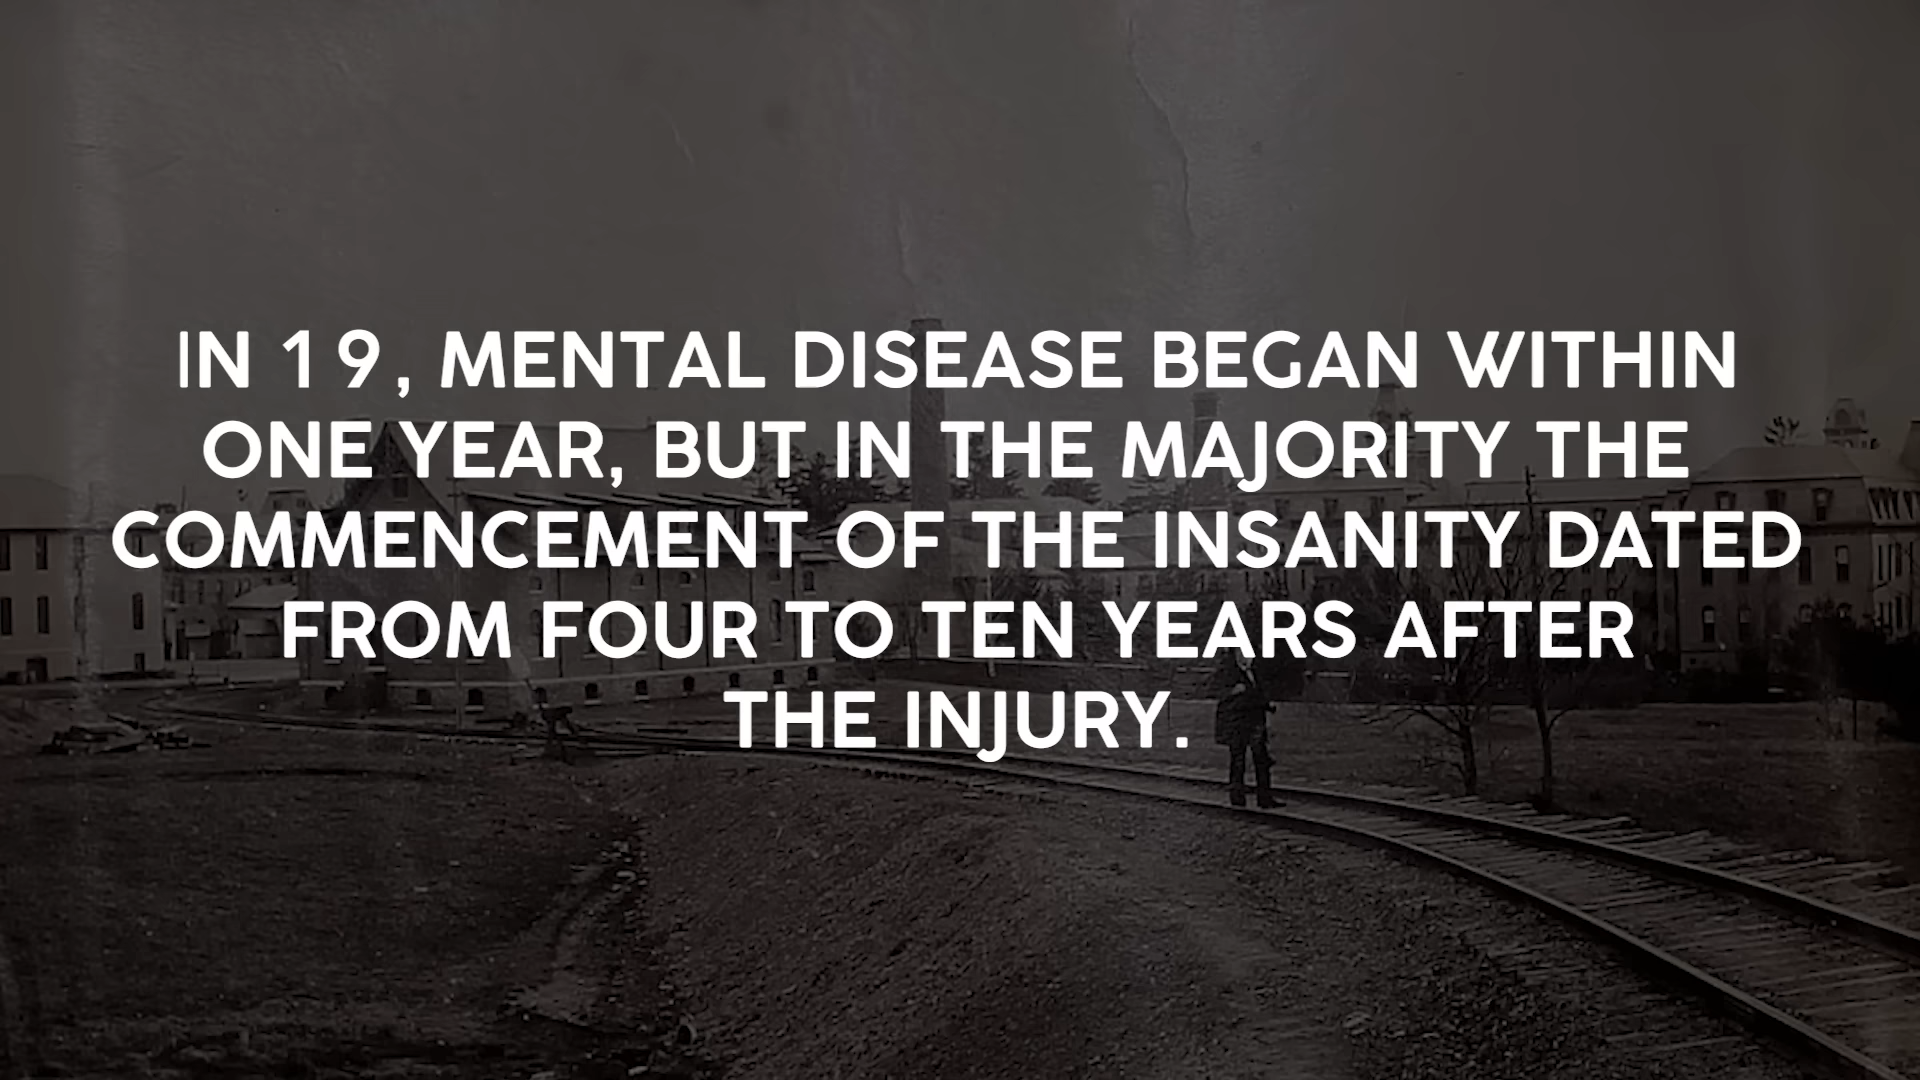 IN 19, MENTAL DISEASE BEGAN WITHIN
ONE YEAR, BUT IN THE MAJORITY THE
COMMENCEMENT OF THE INSANITY DATED
FROM FOUR TO TEN YEARS AFTER
THE INJURY.